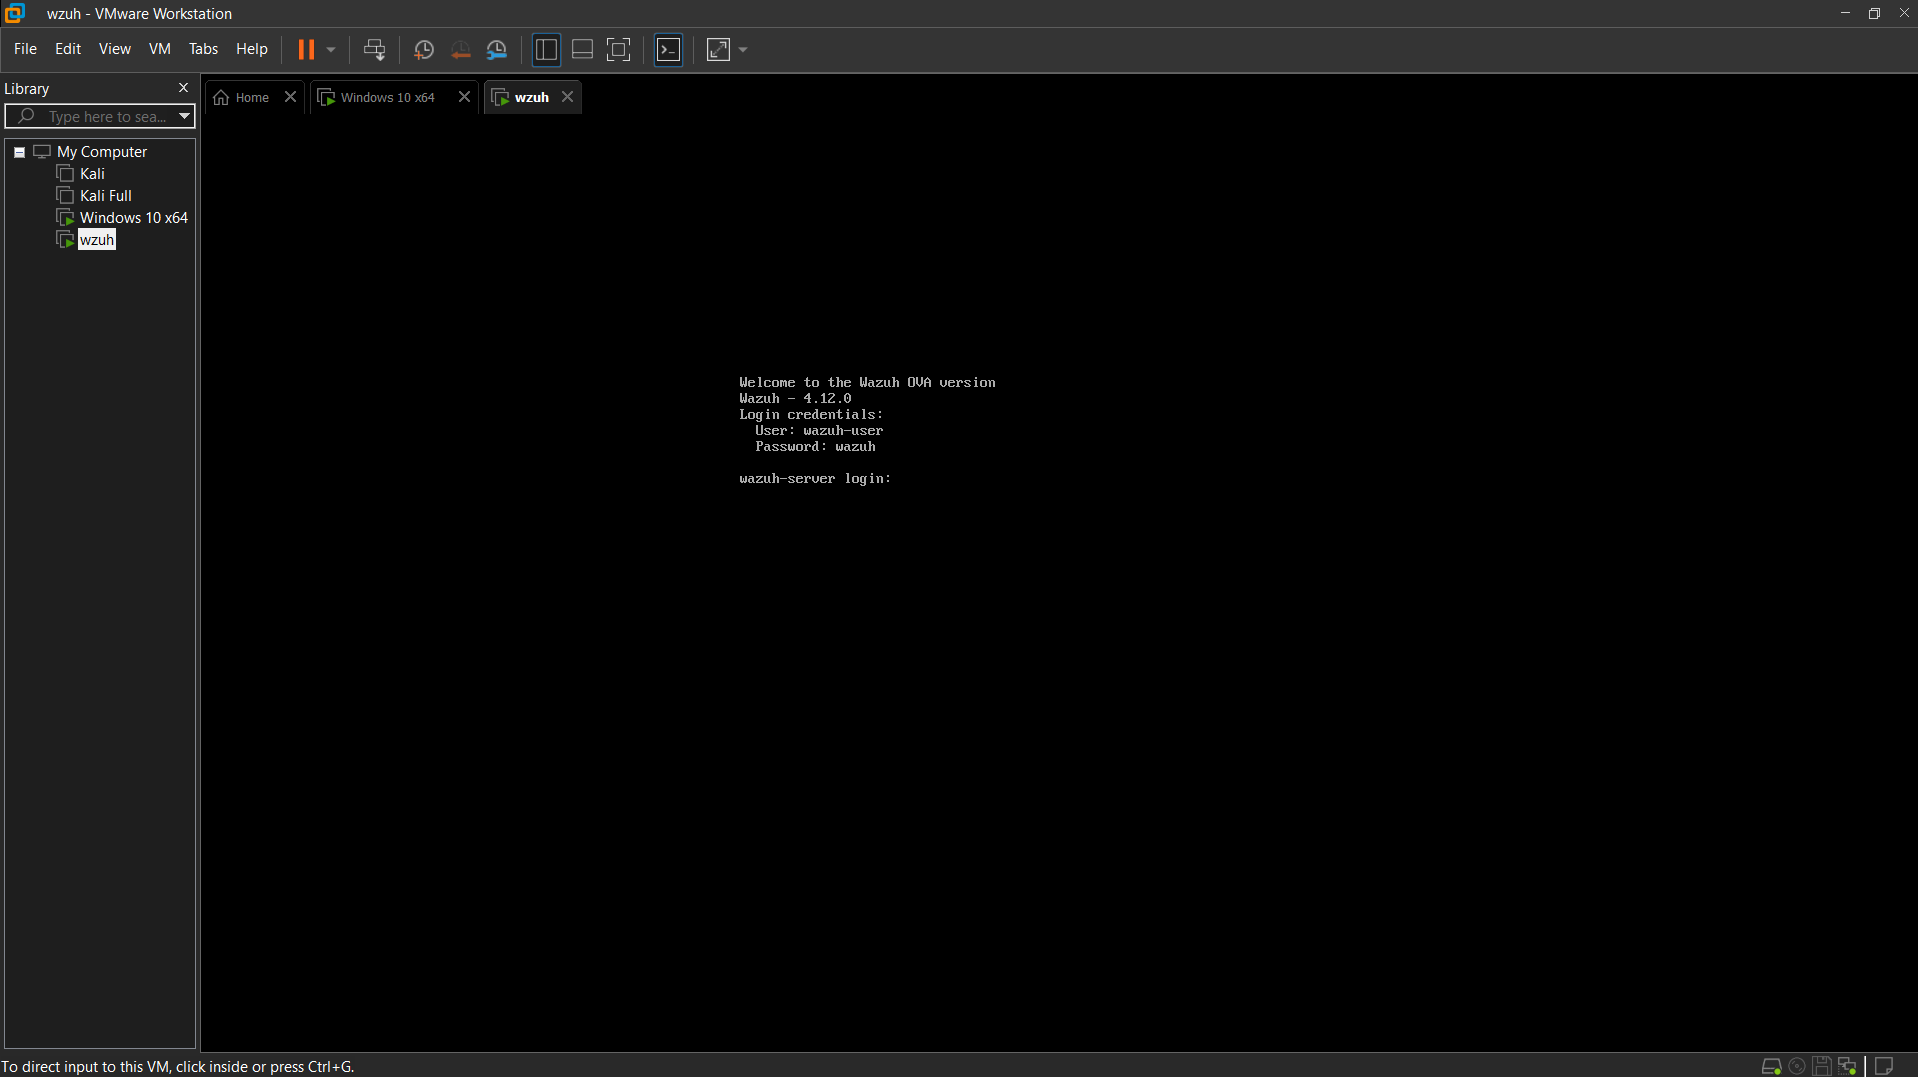 wzuh - VMware Workstation
File Edit View VM Tabs Help
Library
Type here to sea...
My Computer
Kali
Kali Full
Windows 10 x64
wzuh
Home
Windows 10 x64
wzuh
Welcome to the Wazuh OVA version
Wazuh - 4.12.0
Login credentials:
User: wazuh-user
Password: wazuh
wazuh-server login:
To direct input to this VM, click inside or press Ctrl+G.